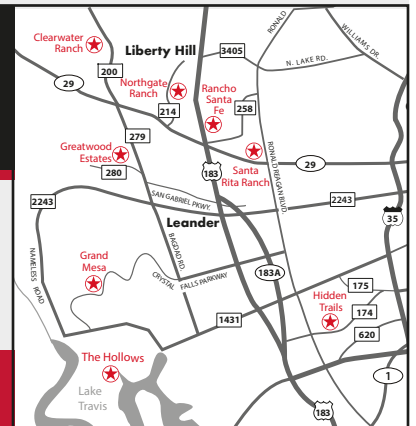 RONALD
WILLIAMS DR.
Clearwater
Ranch
Liberty Hill
3405
N. LAKE RD.
200
29
Northgate
Ranch
Rancho
Santa
Fe
214
258
279
Greatwood
Estates
280
183
Santa
Rita Ranch
29
RONALD REAGAN BLVD.
2243
SAN GABRIEL PKWY.
2243
35
Leander
BAGDAD RD.
NAMELESS ROAD
Grand
Mesa
CRYSTAL FALLS PARKWAY
183A
175
Hidden
Trails
174
1431
620
The Hollows
Lake
Travis
1
183